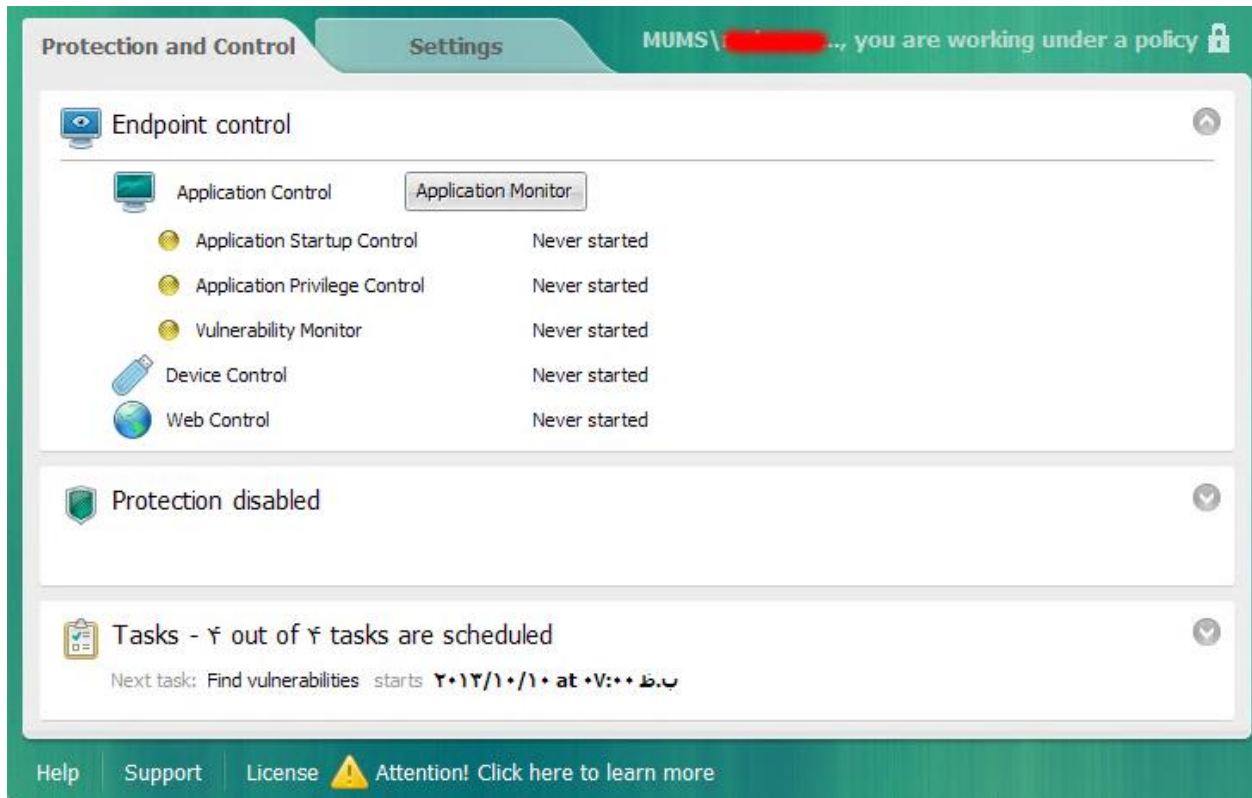 Protection and Control
Settings
MUMS\ .., you are working under a policy
Endpoint control
Application Control
Application Monitor
Application Startup Control Never started
Application Privilege Control Never started
Vulnerability Monitor Never started
Device Control Never started
Web Control Never started
Protection disabled
Tasks - ۴ out of ۴ tasks are scheduled
Next task: Find vulnerabilities starts ۲۰۱۳/۱۰/۱۰ at ۰۷:۰۰ ب.ظ
Help Support License Attention! Click here to learn more